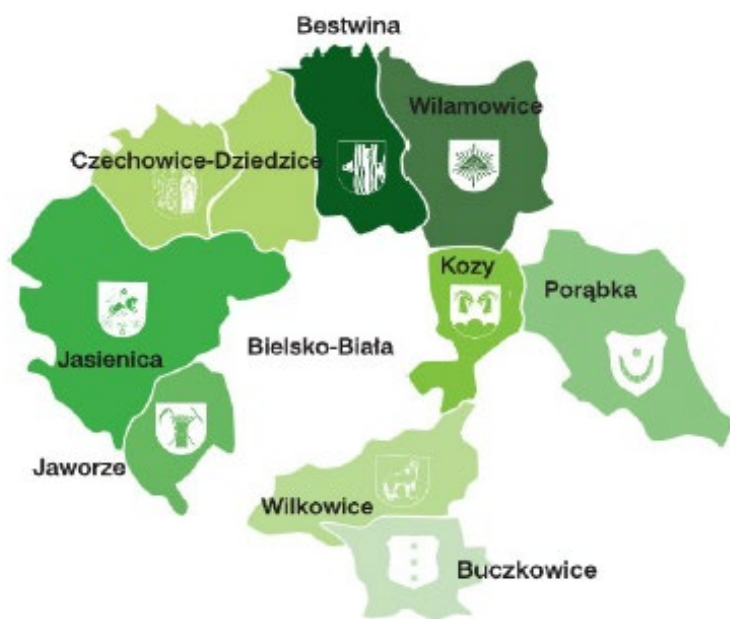 Bestwina
Wilamowice
Czechowice-Dziedzice
Kozy
Porąbka
Bielsko-Biała
Jasienica
Jaworze
Wilkowice
Buczkowice